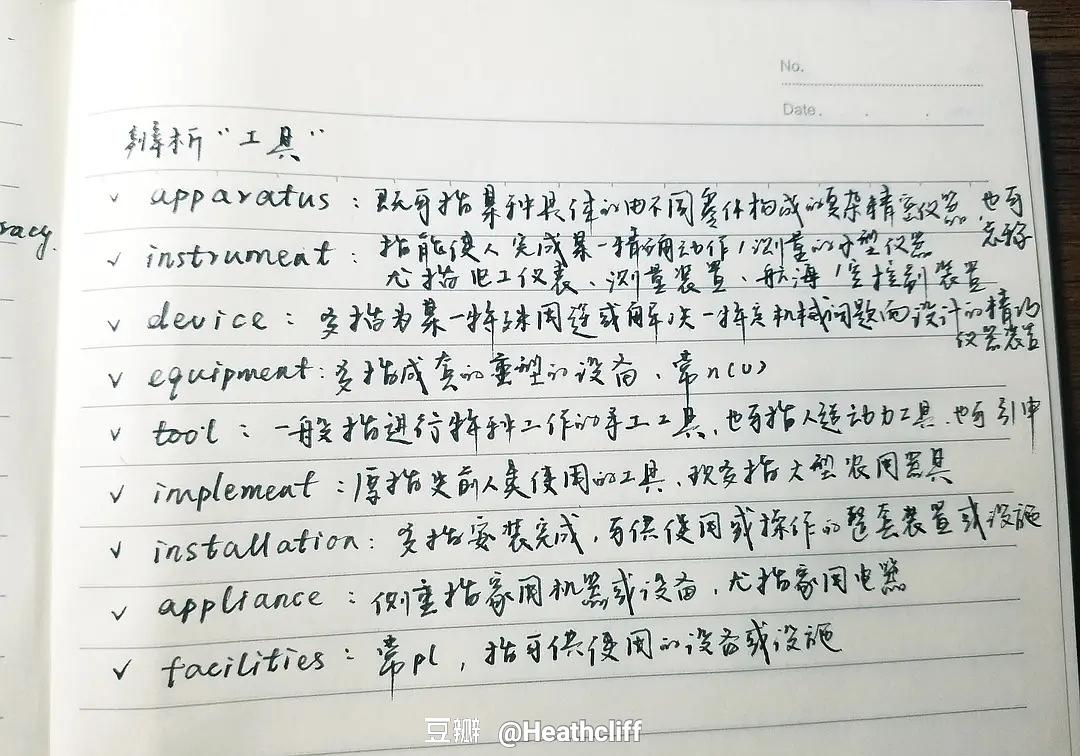 racy.
No.
Date.
辨析“工具”
✓ apparatus：既可指某种具体的由不同零件构成的复杂精密仪器，也可
总称
✓ instrument：指能使人完成某一精确动作/测量的小型仪器
尤指电工仪表、测量装置、航海/空控制装置
✓ device：多指为某一特殊用途或解决一特定机械问题而设计的精巧
仪器装置
✓ equipment：多指成套的重型的设备，常n(u)
✓ tool：一般指进行特种工作的手工工具，也可指人造动力工具，也可引申
✓ implement：原指史前人类使用的工具，现多指大型农用器具
✓ installation：多指安装完成，可供使用或操作的整套装置或设施
✓ appliance：侧重指家用机器或设备，尤指家用电器
✓ facilities：常pl，指可供使用的设备或设施
豆瓣 @Heathcliff